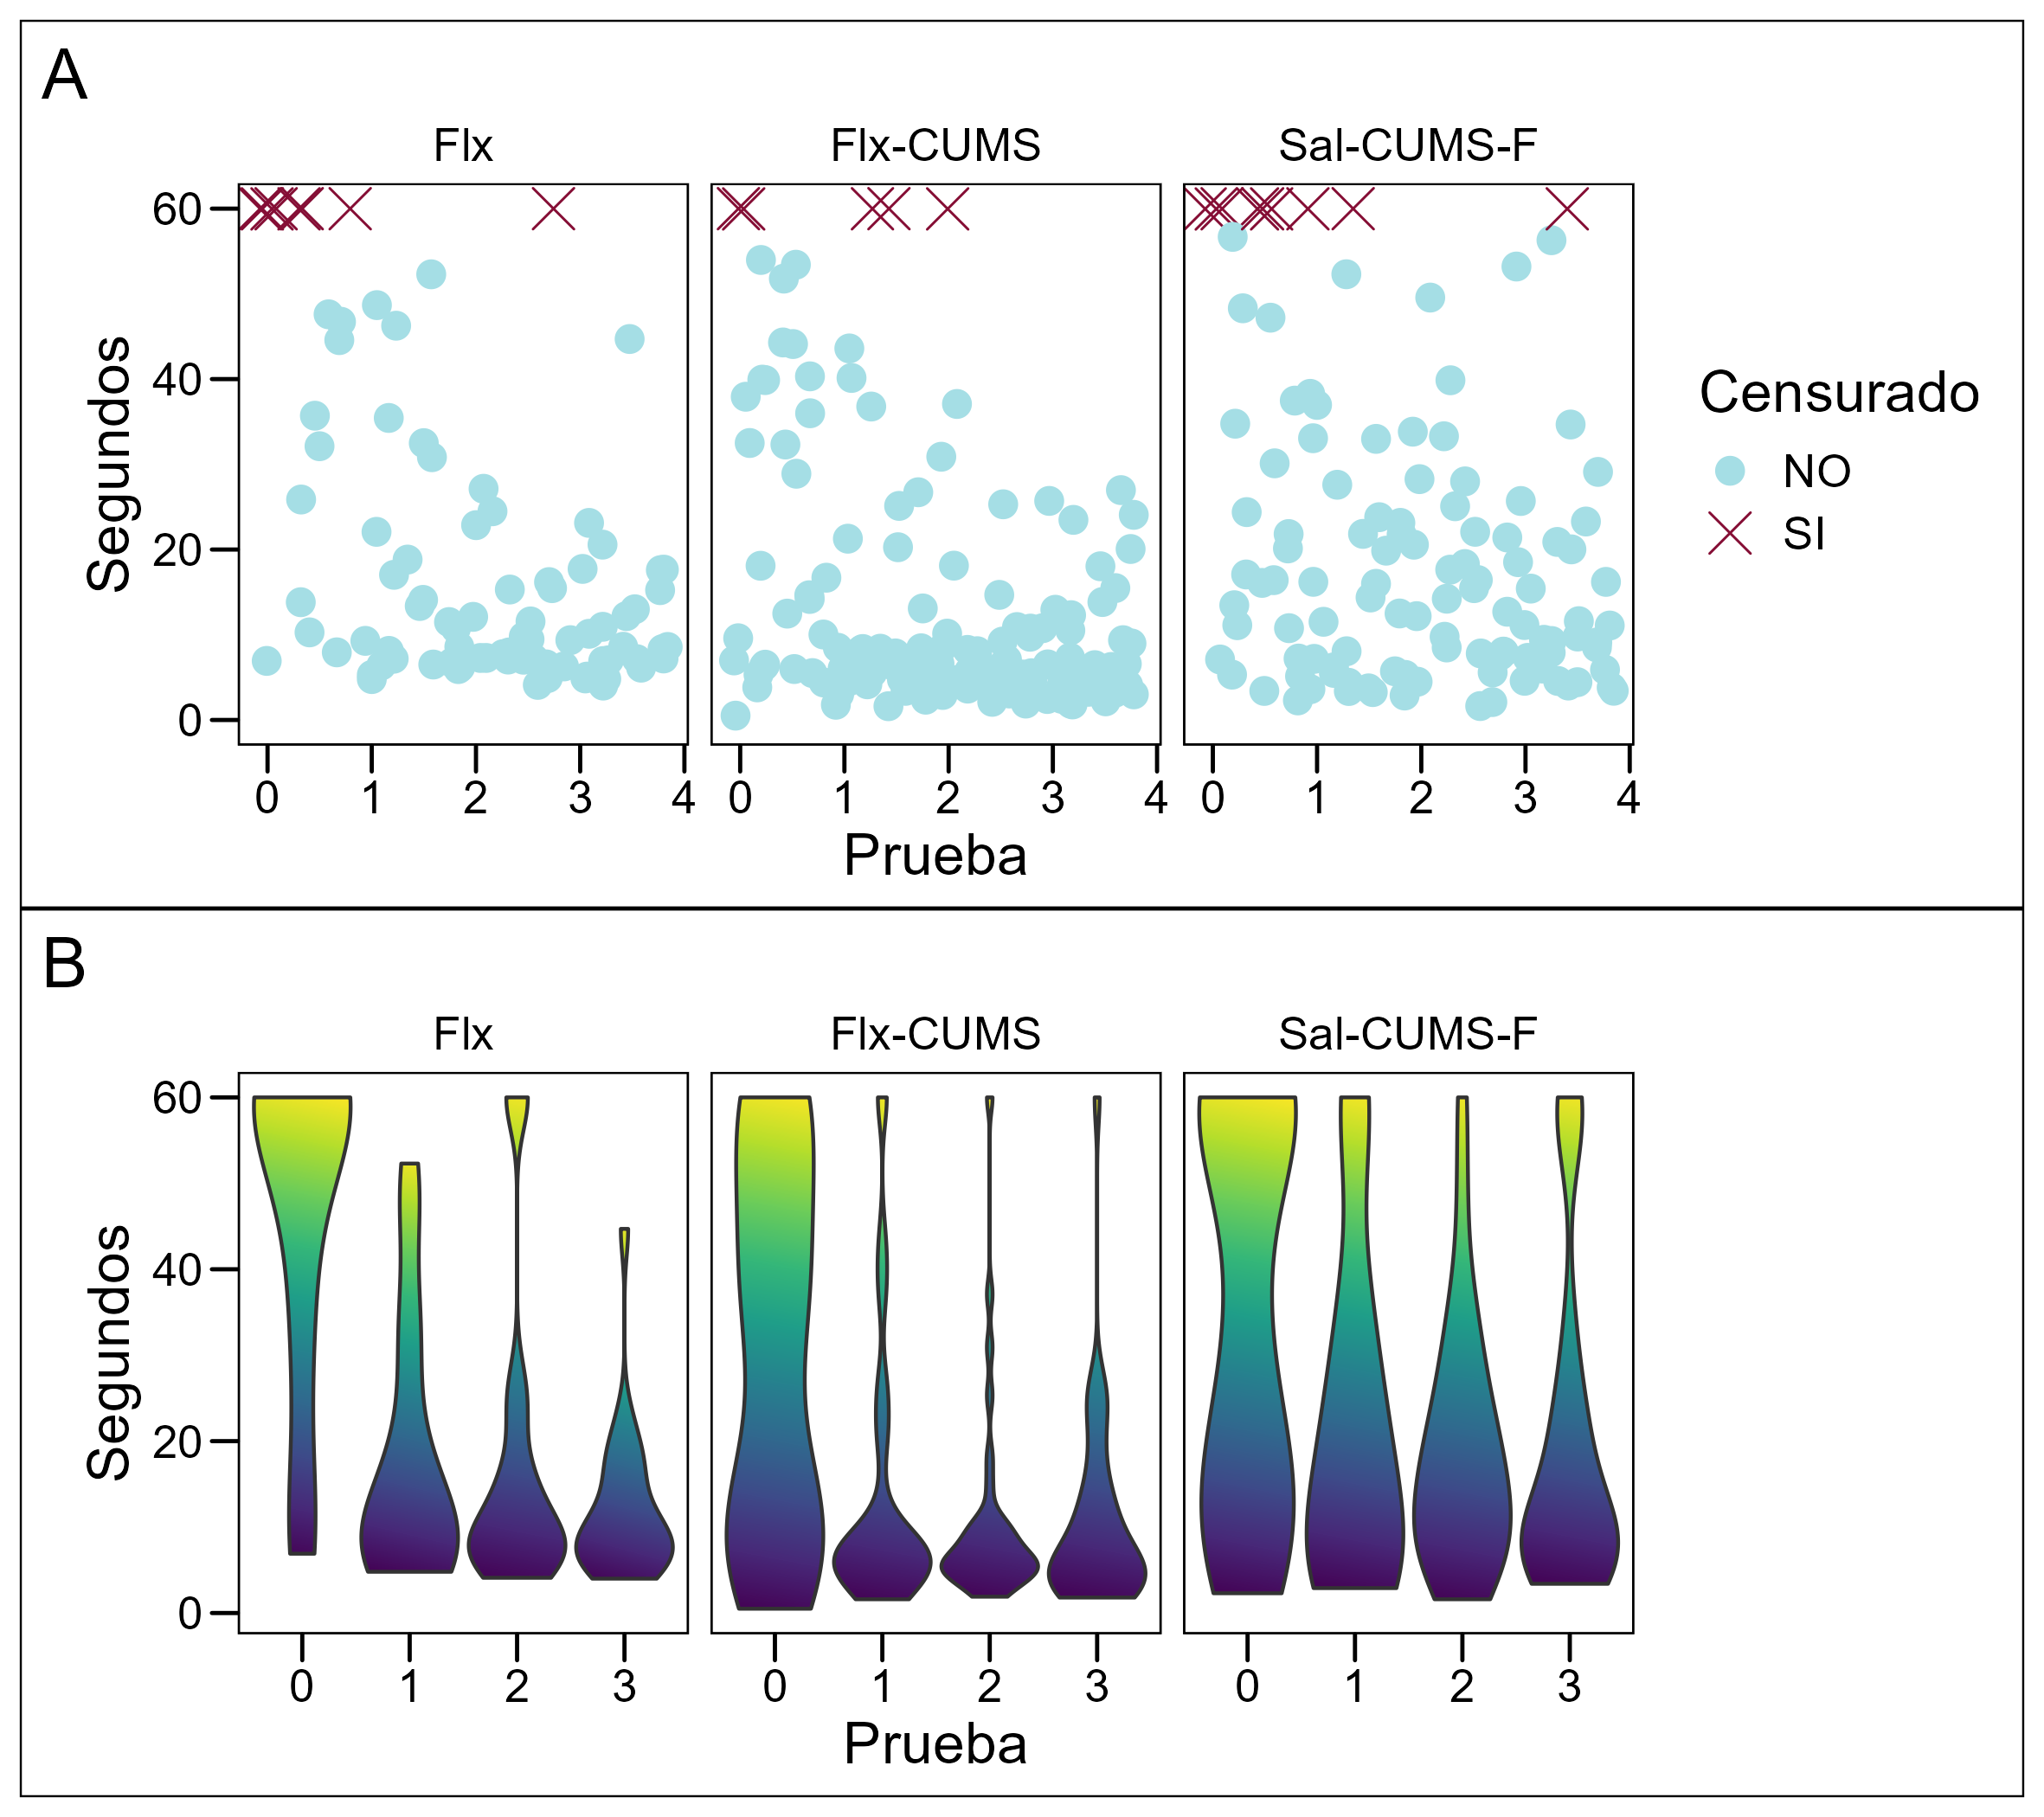 A
Flx Flx-CUMS Sal-CUMS-F
60
40
20
0
Segundos
0 1 2 3 4 0 1 2 3 4 0 1 2 3 4
Prueba
Censurado
NO
SI
B
Flx Flx-CUMS Sal-CUMS-F
60
40
20
0
Segundos
0 1 2 3 0 1 2 3 0 1 2 3
Prueba